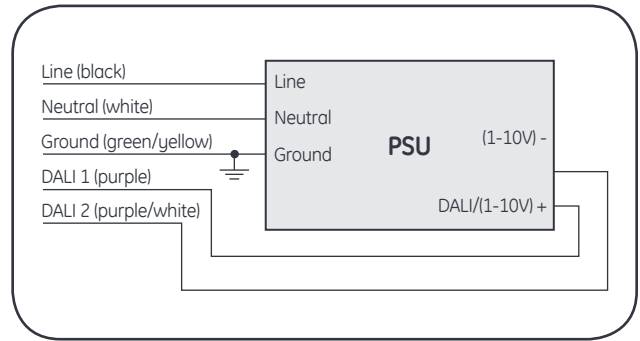 Line (black)
Neutral (white)
Ground (green/yellow)
DALI 1 (purple)
DALI 2 (purple/white)
Line
Neutral
Ground
PSU
(1-10V) -
DALI/(1-10V) +